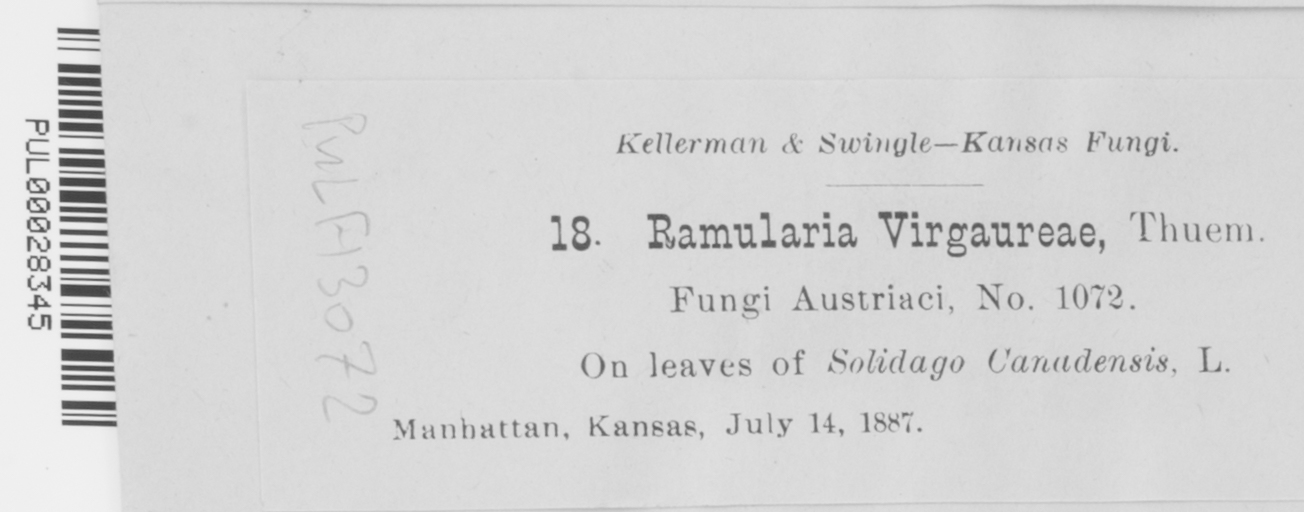 PUL00028345
PUL F13072
Kellerman & Swingle—Kansas Fungi.
18. Ramularia Virgaureae, Thuem.
Fungi Austriaci, No. 1072.
On leaves of Solidago Canadensis, L.
Manhattan, Kansas, July 14, 1887.